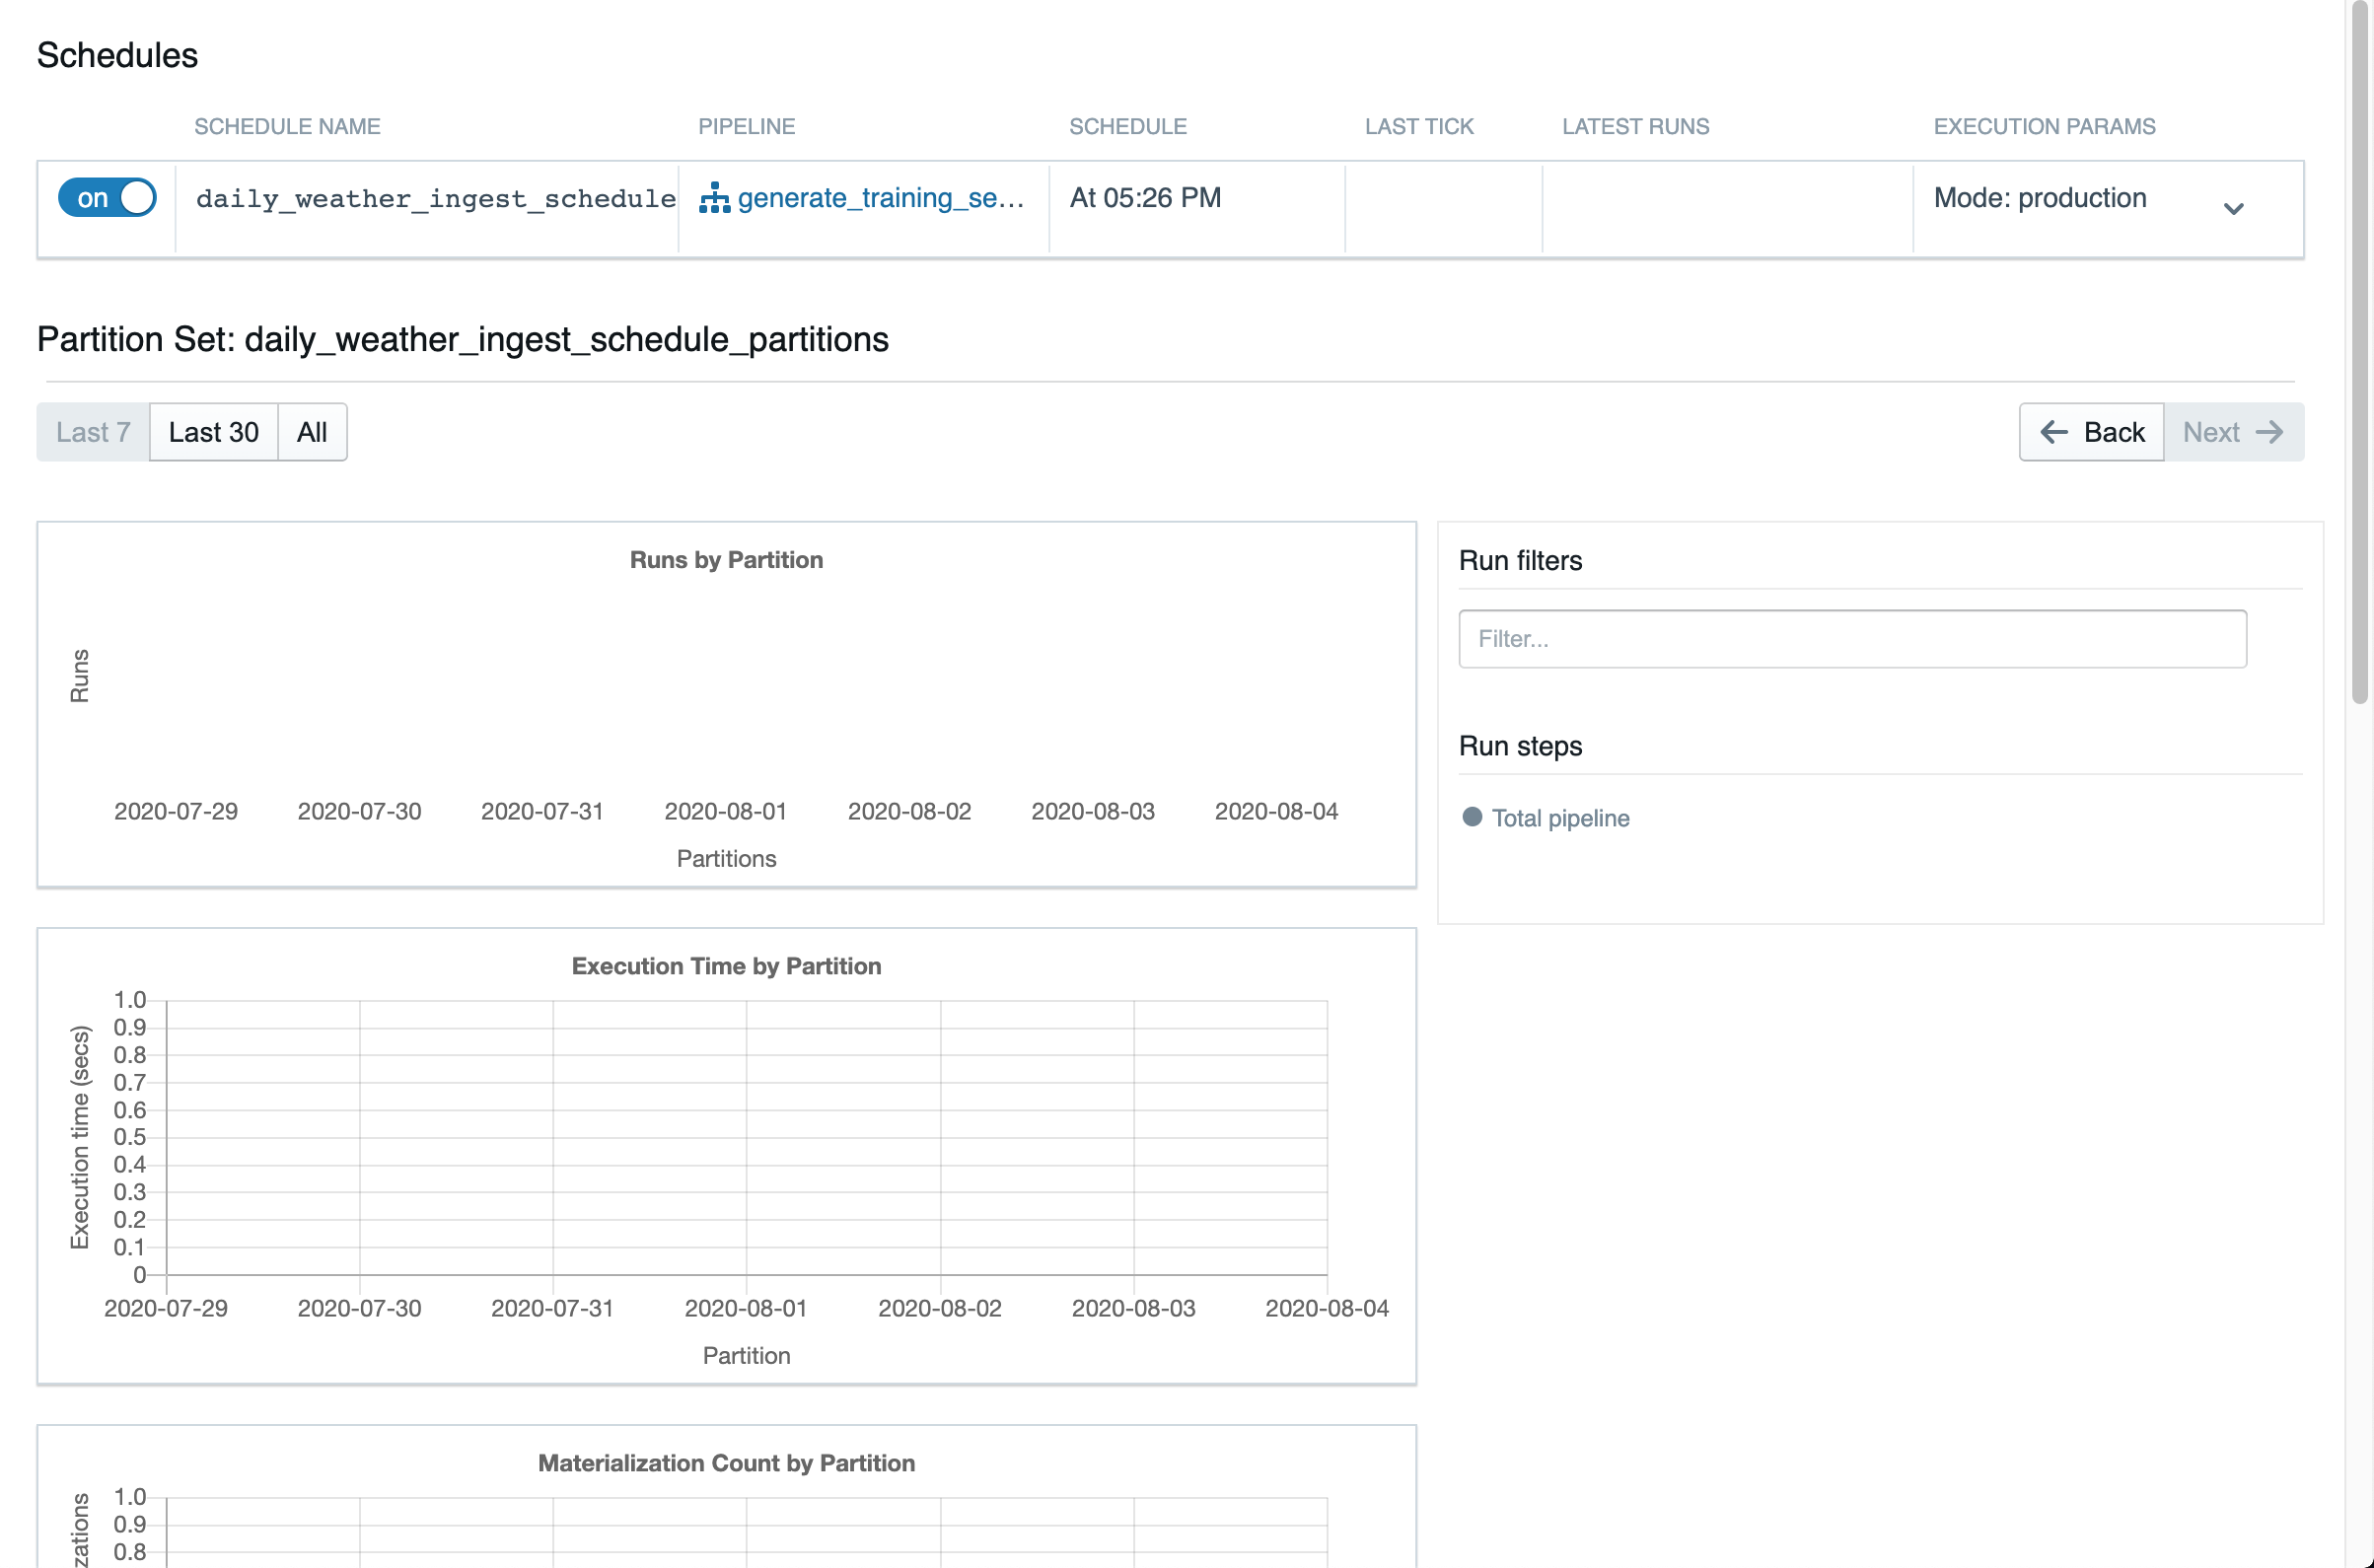 Schedules
SCHEDULE NAME PIPELINE SCHEDULE LAST TICK LATEST RUNS EXECUTION PARAMS
on daily_weather_ingest_schedule generate_training_se... At 05:26 PM Mode: production
Partition Set: daily_weather_ingest_schedule_partitions
Last 7 Last 30 All Back Next
Runs by Partition
Runs
2020-07-29 2020-07-30 2020-07-31 2020-08-01 2020-08-02 2020-08-03 2020-08-04
Partitions
Run filters
Filter...
Run steps
Total pipeline
Execution Time by Partition
Execution time (secs)
1.0
0.9
0.8
0.7
0.6
0.5
0.4
0.3
0.2
0.1
0
2020-07-29 2020-07-30 2020-07-31 2020-08-01 2020-08-02 2020-08-03 2020-08-04
Partition
Materialization Count by Partition
zations
1.0
0.9
0.8